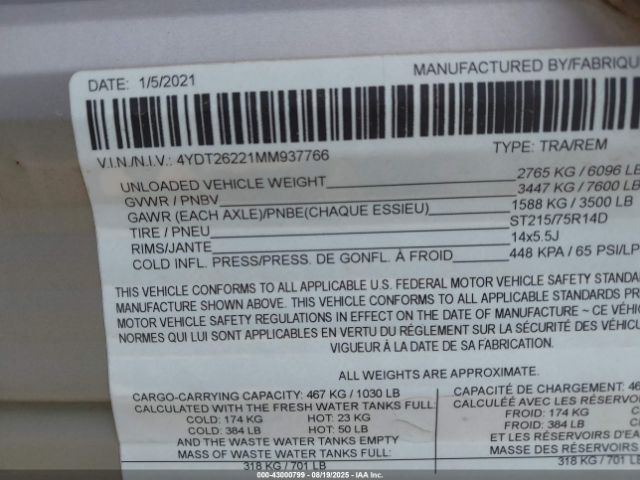 DATE: 1/5/2021
MANUFACTURED BY/FABRIQUÉ
V.I.N./N.I.V.: 4YDT26221MM937766
TYPE: TRA/REM
UNLOADED VEHICLE WEIGHT 2765 KG / 6096 LB
GVWR / PNBV 3447 KG / 7600 LB
GAWR (EACH AXLE)/PNBE(CHAQUE ESSIEU) 1588 KG / 3500 LB
TIRE / PNEU ST215/75R14D
RIMS/JANTE 14x5.5J
COLD INFL. PRESS/PRESS. DE GONFL. À FROID 448 KPA / 65 PSI/LP
THIS VEHICLE CONFORMS TO ALL APPLICABLE U.S. FEDERAL MOTOR VEHICLE SAFETY STANDAR
MANUFACTURE SHOWN ABOVE. THIS VEHICLE CONFORMS TO ALL APPLICABLE STANDARDS PR
MOTOR VEHICLE SAFETY REGULATIONS IN EFFECT ON THE DATE OF MANUFACTURE ~ CE
NORMES QUI LUI SONT APPLICABLES EN VERTU DU RÉGLEMENT SUR LA SÉCURITÉ DES VÉHICU
VIGUEUR À LA DATE DE SA FABRICATION.
ALL WEIGHTS ARE APPROXIMATE.
CARGO-CARRYING CAPACITY: 467 KG / 1030 LB
CALCULATED WITH THE FRESH WATER TANKS FULL:
COLD: 174 KG HOT: 23 KG
COLD: 384 LB HOT: 50 LB
AND THE WASTE WATER TANKS EMPTY
MASS OF WASTE WATER TANKS FULL:
318 KG / 701 LB
CAPACITÉ DE CHARGEMENT: 46
CALCULÉE AVEC LES RÉSERVO
FROID: 174 KG
FROID: 384 LB
ET LES RÉSERVOIRS D'EA
MASSE DES RÉSERVOI
318 KG / 701 LB
000-43000799 - 08/19/2025 - IAAI.COM